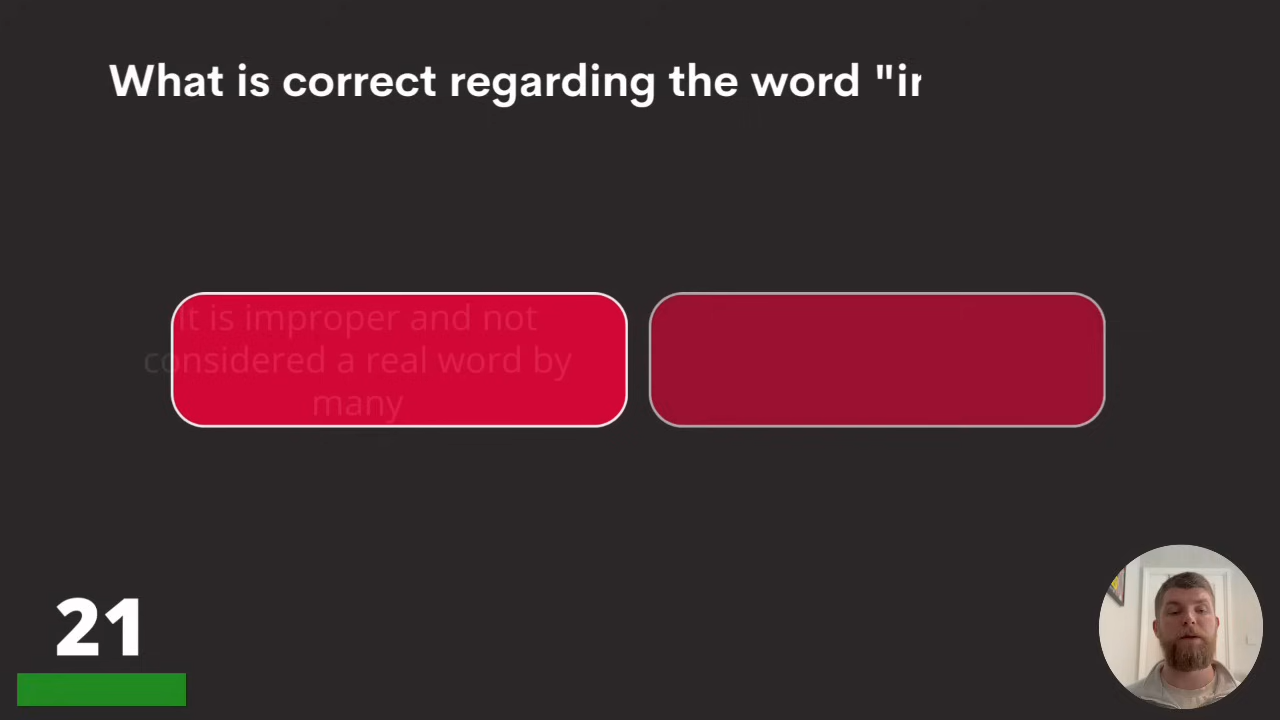 What is correct regarding the word "ir
It is improper and not
considered a real word by
many
21